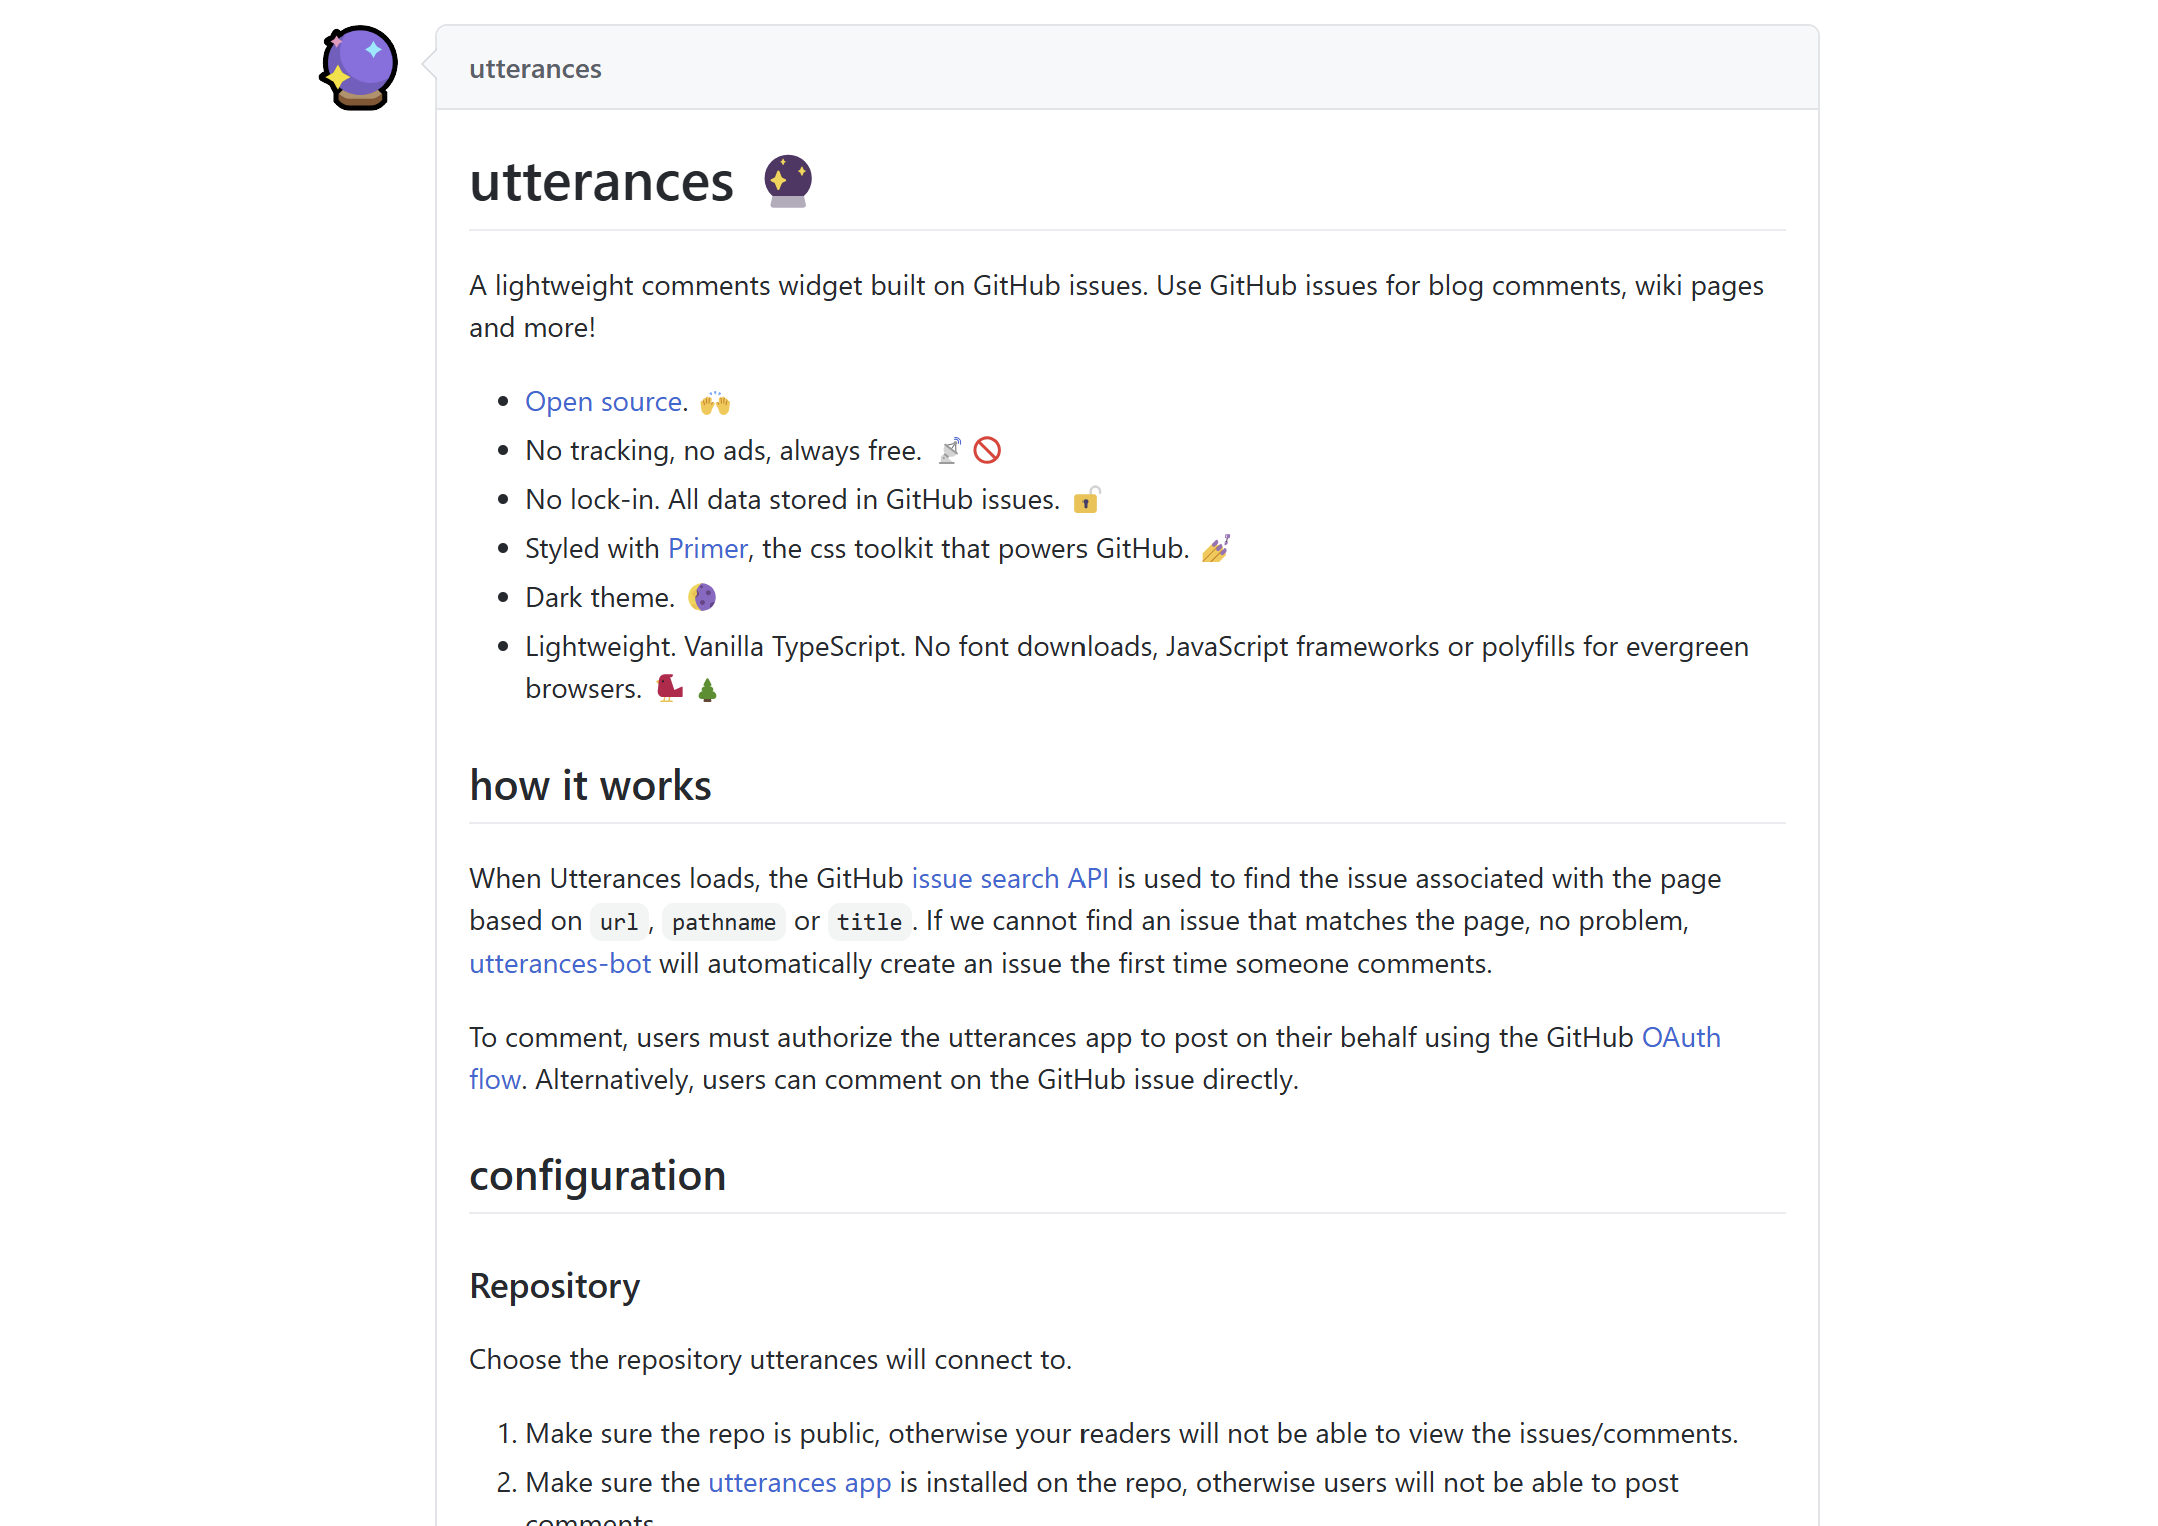 utterances
utterances
A lightweight comments widget built on GitHub issues. Use GitHub issues for blog comments, wiki pages
and more!
Open source.
No tracking, no ads, always free.
No lock-in. All data stored in GitHub issues.
Styled with Primer, the css toolkit that powers GitHub.
Dark theme.
Lightweight. Vanilla TypeScript. No font downloads, JavaScript frameworks or polyfills for evergreen
browsers.
how it works
When Utterances loads, the GitHub issue search API is used to find the issue associated with the page
based on url, pathname or title. If we cannot find an issue that matches the page, no problem,
utterances-bot will automatically create an issue the first time someone comments.
To comment, users must authorize the utterances app to post on their behalf using the GitHub OAuth
flow. Alternatively, users can comment on the GitHub issue directly.
configuration
Repository
Choose the repository utterances will connect to.
1. Make sure the repo is public, otherwise your readers will not be able to view the issues/comments.
2. Make sure the utterances app is installed on the repo, otherwise users will not be able to post
comments.